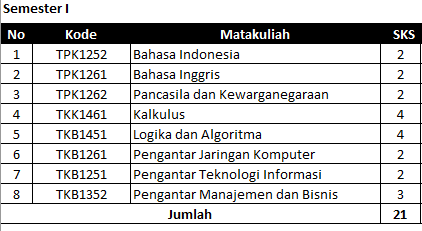 Semester I
No Kode Matakuliah SKS
1 TPK1252 Bahasa Indonesia 2
2 TPK1261 Bahasa Inggris 2
3 TPK1262 Pancasila dan Kewarganegaraan 2
4 TKK1461 Kalkulus 4
5 TKB1451 Logika dan Algoritma 4
6 TKB1261 Pengantar Jaringan Komputer 2
7 TKB1251 Pengantar Teknologi Informasi 2
8 TKB1352 Pengantar Manajemen dan Bisnis 3
Jumlah 21